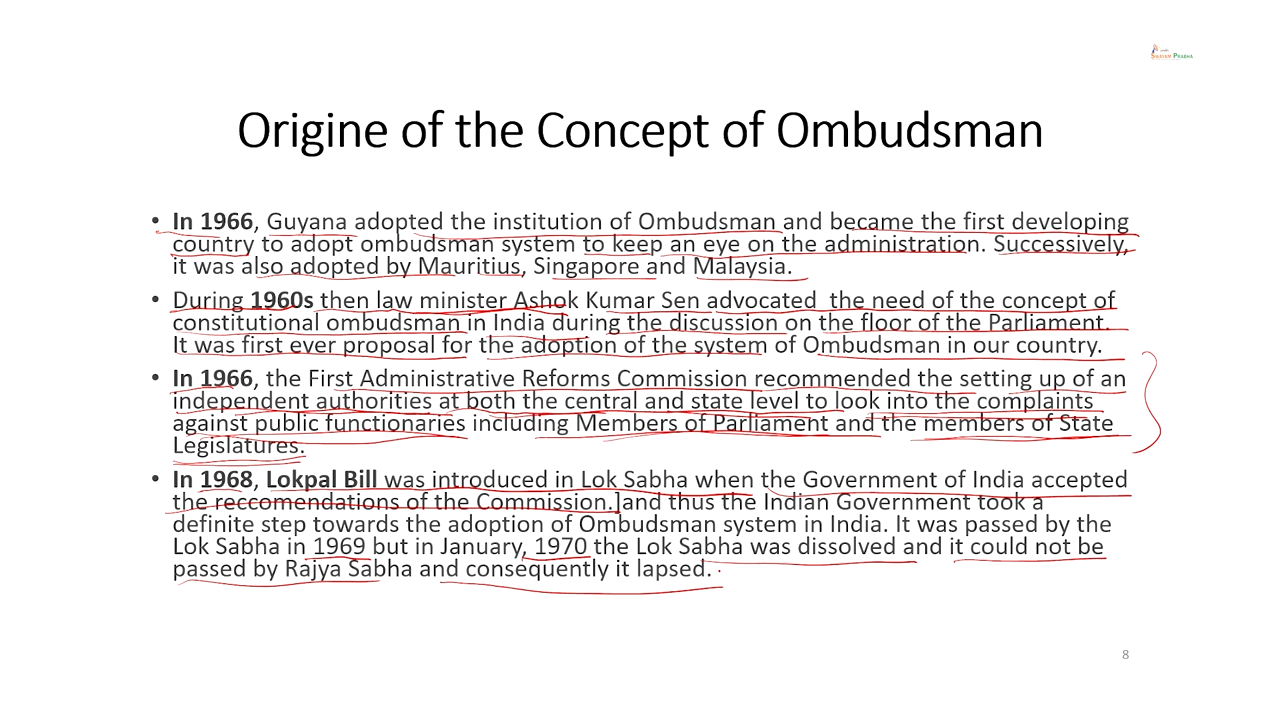 SWAYAM PRABHA
Origine of the Concept of Ombudsman
• In 1966, Guyana adopted the institution of Ombudsman and became the first developing
country to adopt ombudsman system to keep an eye on the administration. Successively,
it was also adopted by Mauritius, Singapore and Malaysia.
• During 1960s then law minister Ashok Kumar Sen advocated  the need of the concept of
constitutional ombudsman in India during the discussion on the floor of the Parliament.
It was first ever proposal for the adoption of the system of Ombudsman in our country.
• In 1966, the First Administrative Reforms Commission recommended the setting up of an
independent authorities at both the central and state level to look into the complaints
against public functionaries including Members of Parliament and the members of State
Legislatures.
• In 1968, Lokpal Bill was introduced in Lok Sabha when the Government of India accepted
the reccomendations of the Commission.]and thus the Indian Government took a
definite step towards the adoption of Ombudsman system in India. It was passed by the
Lok Sabha in 1969 but in January, 1970 the Lok Sabha was dissolved and it could not be
passed by Rajya Sabha and consequently it lapsed.
8